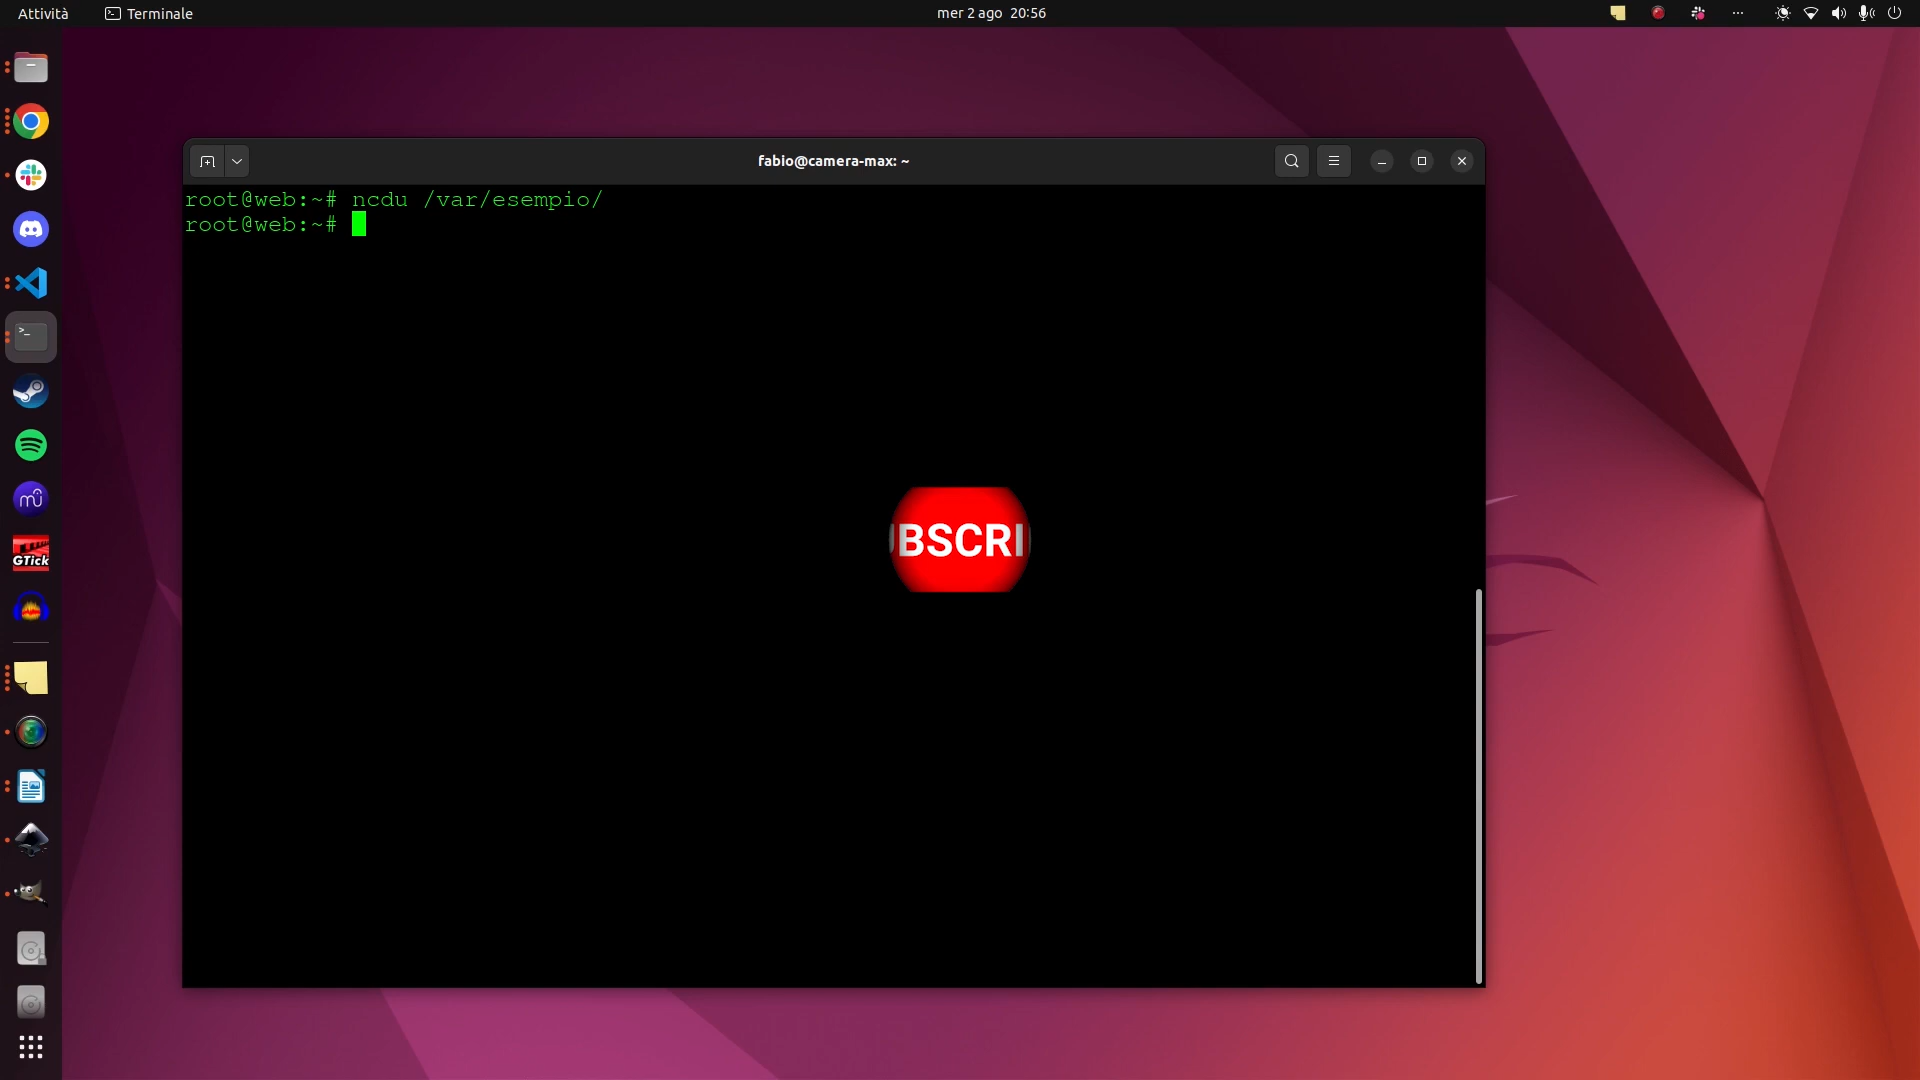 Attività
Terminale
mer 2 ago 20:56
fabio@camera-max: ~
root@web:~# ncdu /var/esempio/
root@web:~#
BSCRI
GTick